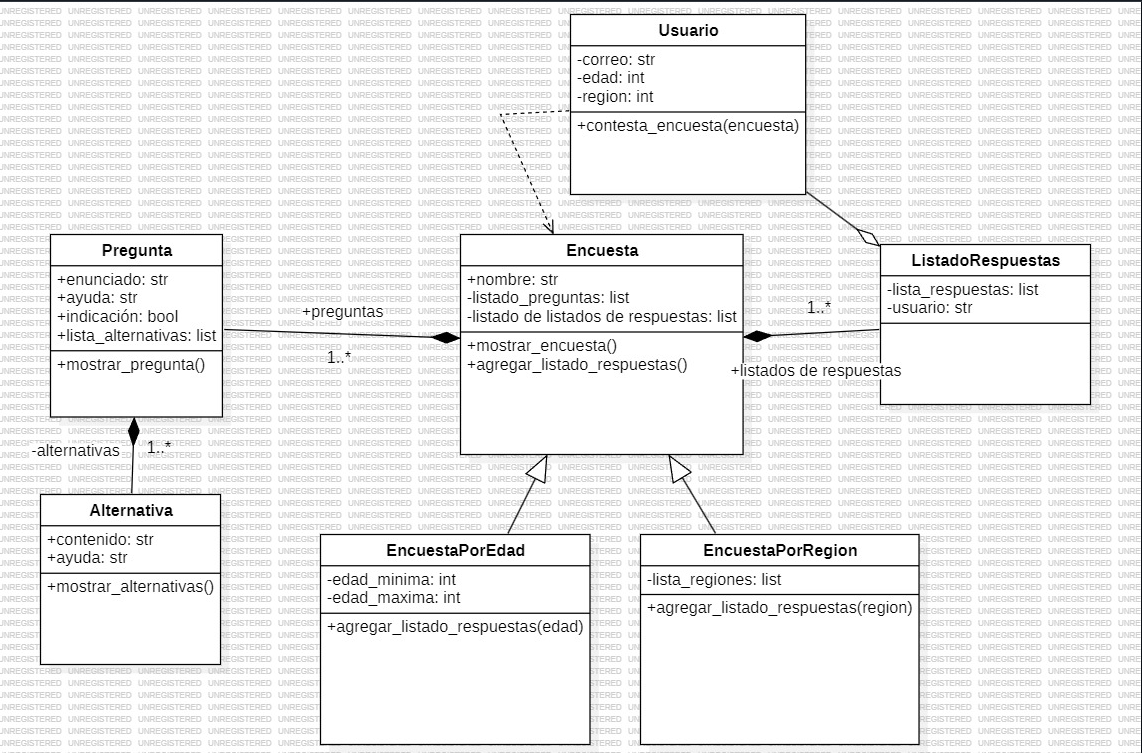 Usuario
-correo: str
-edad: int
-region: int
+contesta_encuesta(encuesta)
Pregunta
+enunciado: str
+ayuda: str
+indicación: bool
+lista_alternativas: list
+mostrar_pregunta()
+preguntas
1..*
Encuesta
+nombre: str
-listado_preguntas: list
-listado de listados de respuestas: list
+mostrar_encuesta()
+agregar_listado_respuestas()
1..*
+listados de respuestas
ListadoRespuestas
-lista_respuestas: list
-usuario: str
-alternativas
1..*
Alternativa
+contenido: str
+ayuda: str
+mostrar_alternativas()
EncuestaPorEdad
-edad_minima: int
-edad_maxima: int
+agregar_listado_respuestas(edad)
EncuestaPorRegion
-lista_regiones: list
+agregar_listado_respuestas(region)
UNREGISTERED